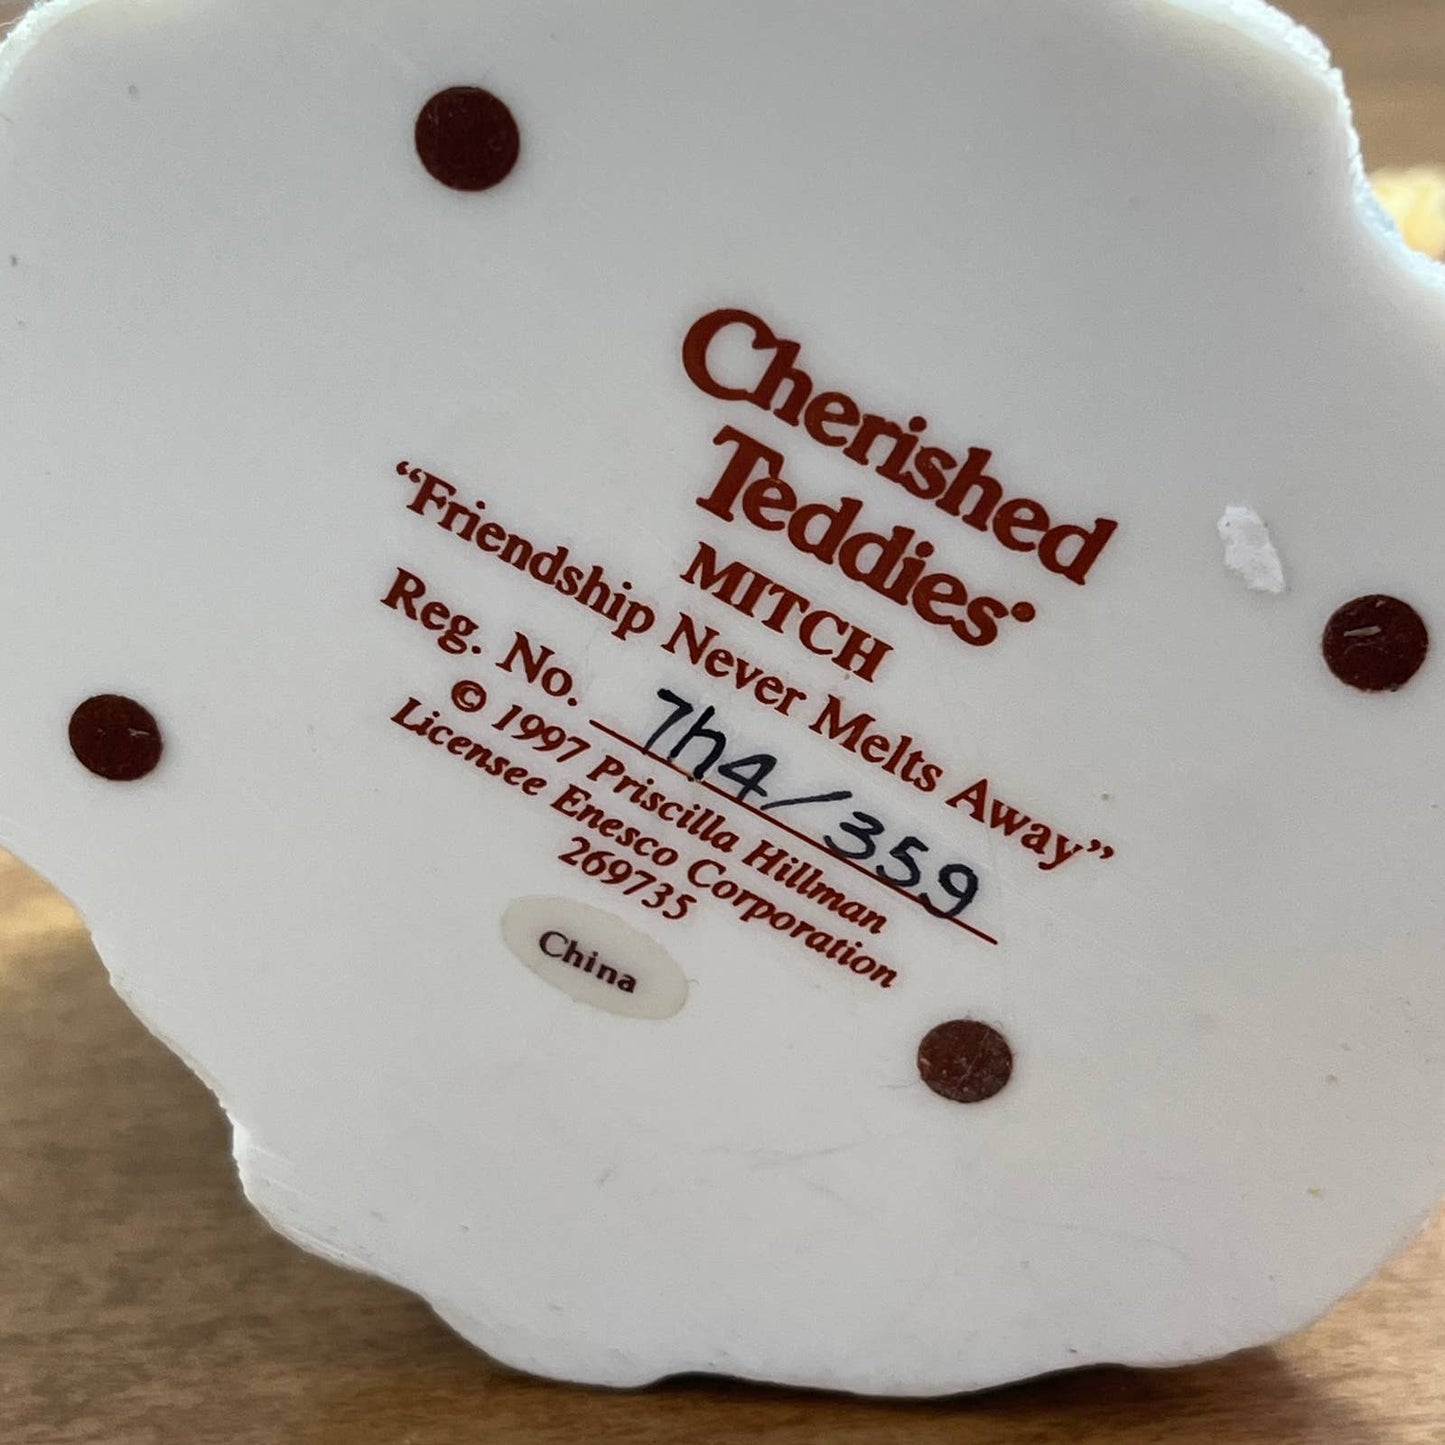 Cherished
Teddies®
MITCH
“Friendship Never Melts Away”
Reg. No. 7h4/359
© 1997 Priscilla Hillman
Licensee Enesco Corporation
269735
China